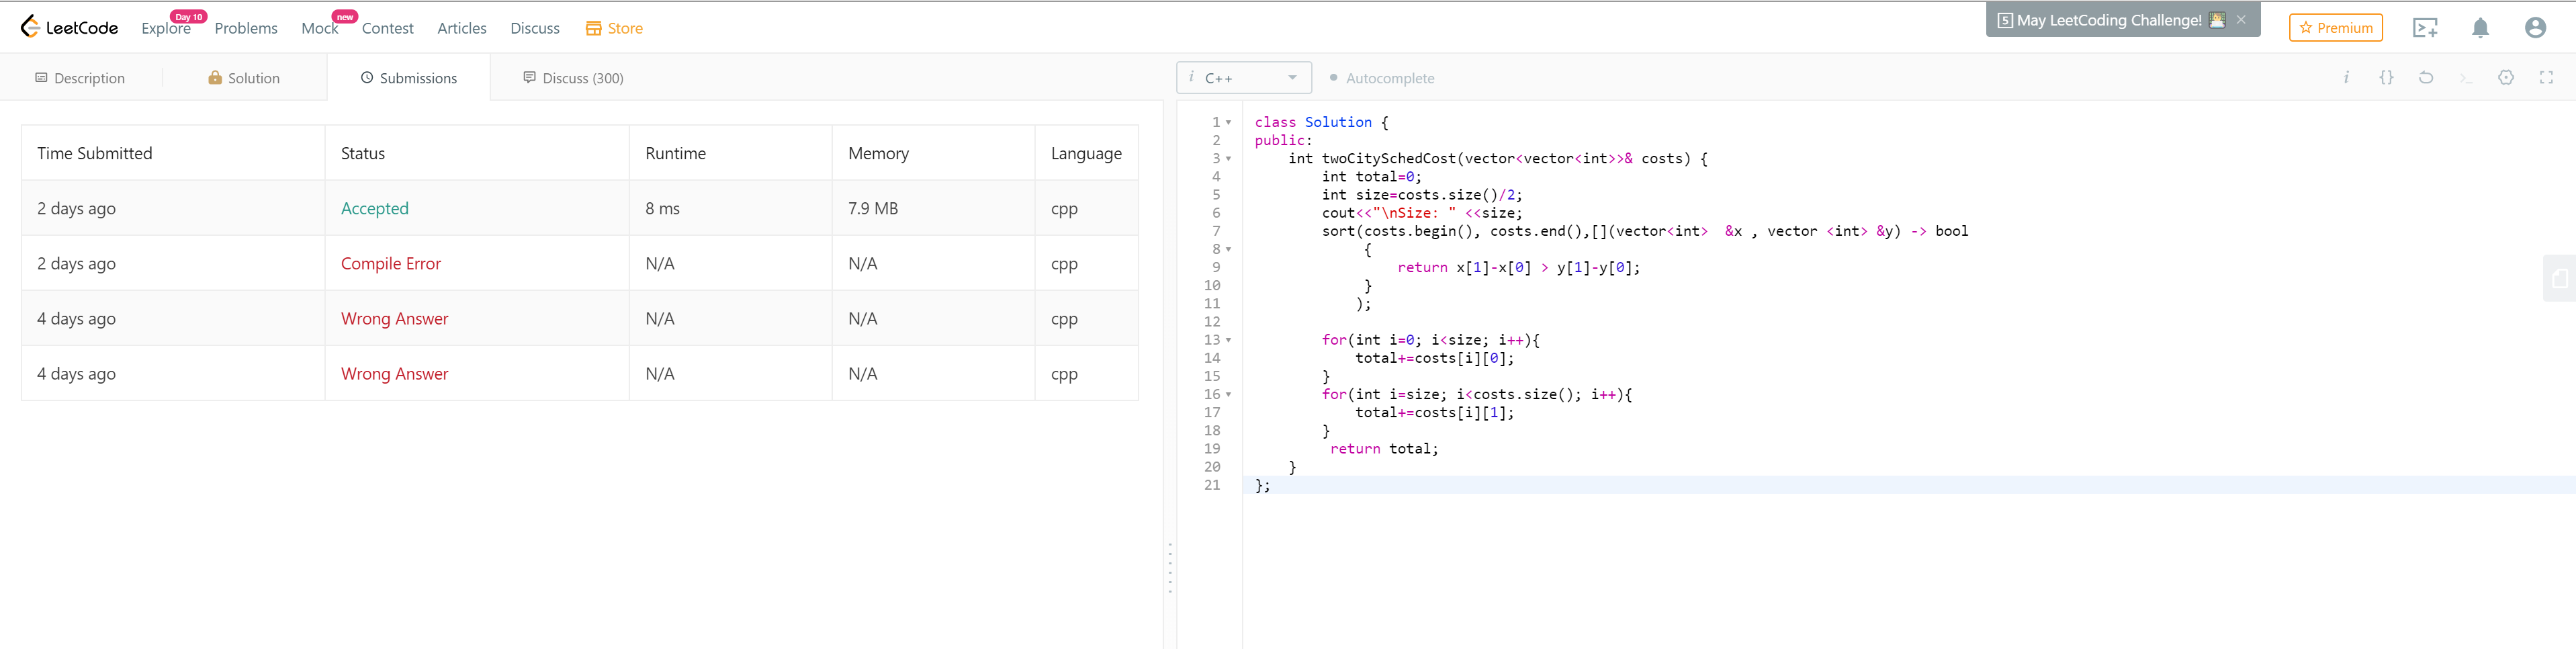 LeetCode Explore Day 10 Problems Mock new Contest Articles Discuss Store 5 May LeetCoding Challenge! Premium
Description Solution Submissions Discuss (300)
Time Submitted Status Runtime Memory Language
2 days ago Accepted 8 ms 7.9 MB cpp
2 days ago Compile Error N/A N/A cpp
4 days ago Wrong Answer N/A N/A cpp
4 days ago Wrong Answer N/A N/A cpp
i C++ Autocomplete i {}
1 class Solution {
2 public:
3     int twoCitySchedCost(vector<vector<int>>& costs) {
4         int total=0;
5         int size=costs.size()/2;
6         cout<<"\nSize: " <<size;
7         sort(costs.begin(), costs.end(),[](vector<int>  &x , vector <int> &y) -> bool
8              {
9                  return x[1]-x[0] > y[1]-y[0];
10              }
11             );
12
13         for(int i=0; i<size; i++){
14             total+=costs[i][0];
15         }
16         for(int i=size; i<costs.size(); i++){
17             total+=costs[i][1];
18         }
19          return total;
20     }
21 };